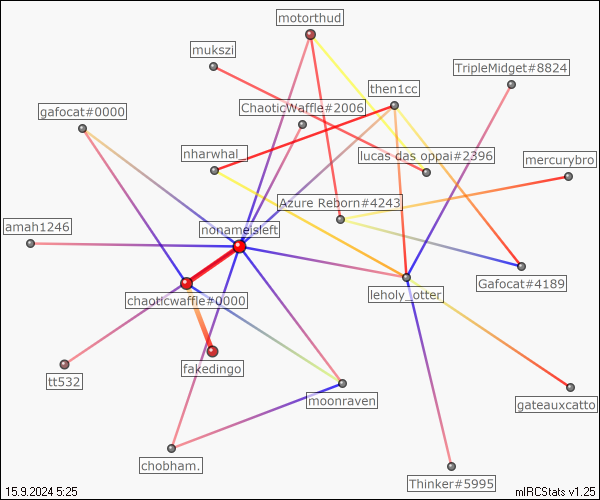 motorthud
mukszi
TripleMidget#8824
then1cc
ChaoticWaffle#2006
gafocat#0000
nharwhal_
lucas das oppai#2396
mercurybro
Azure Reborn#4243
amah1246
nonameisleft
Gafocat#4189
leholy_otter
chaoticwaffle#0000
fakedingo
tt532
moonraven
gateauxcatto
chobham.
Thinker#5995
15.9.2024 5:25
mIRCStats v1.25